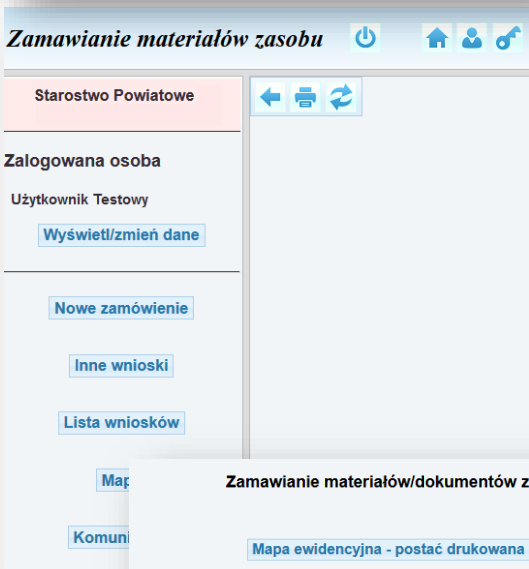 Zamawianie materiałów zasobu
Starostwo Powiatowe
Zalogowana osoba
Użytkownik Testowy
Wyświetl/zmień dane
Nowe zamówienie
Inne wnioski
Lista wniosków
Zamawianie materiałów/dokumentów z
Mapa ewidencyjna - postać drukowana